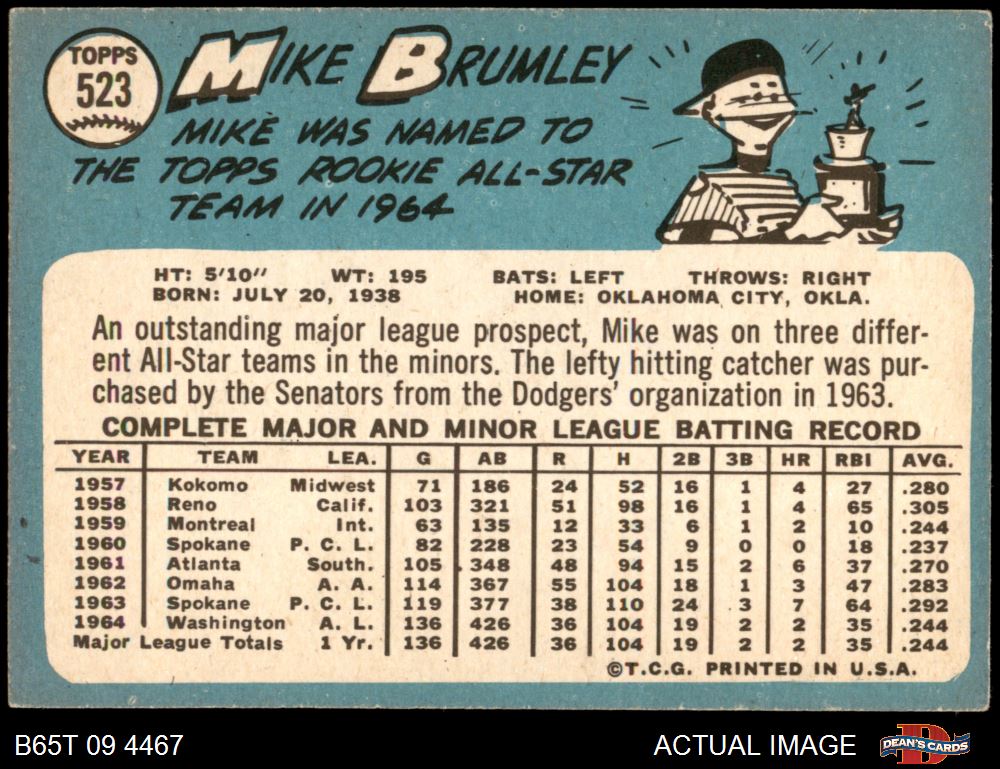 TOPPS
523
MIKE BRUMLEY
MIKE WAS NAMED TO
THE TOPPS ROOKIE ALL-STAR
TEAM IN 1964
HT: 5'10" WT: 195 BATS: LEFT THROWS: RIGHT
BORN: JULY 20, 1938 HOME: OKLAHOMA CITY, OKLA.
An outstanding major league prospect, Mike was on three differ-
ent All-Star teams in the minors. The lefty hitting catcher was pur-
chased by the Senators from the Dodgers' organization in 1963.
COMPLETE MAJOR AND MINOR LEAGUE BATTING RECORD
YEAR TEAM LEA. G AB R H 2B 3B HR RBI AVG.
1957 Kokomo Midwest 71 186 24 52 16 1 4 27 .280
1958 Reno Calif. 103 321 51 98 16 1 4 65 .305
1959 Montreal Int. 63 135 12 33 6 1 2 10 .244
1960 Spokane P. C. L. 82 228 23 54 9 0 0 18 .237
1961 Atlanta South. 105 348 48 94 15 2 6 37 .270
1962 Omaha A. A. 114 367 55 104 18 1 3 47 .283
1963 Spokane P. C. L. 119 377 38 110 24 3 7 64 .292
1964 Washington A. L. 136 426 36 104 19 2 2 35 .244
Major League Totals 1 Yr. 136 426 36 104 19 2 2 35 .244
©T.C.G. PRINTED IN U.S.A.
B65T 09 4467 ACTUAL IMAGE DEAN'S CARDS